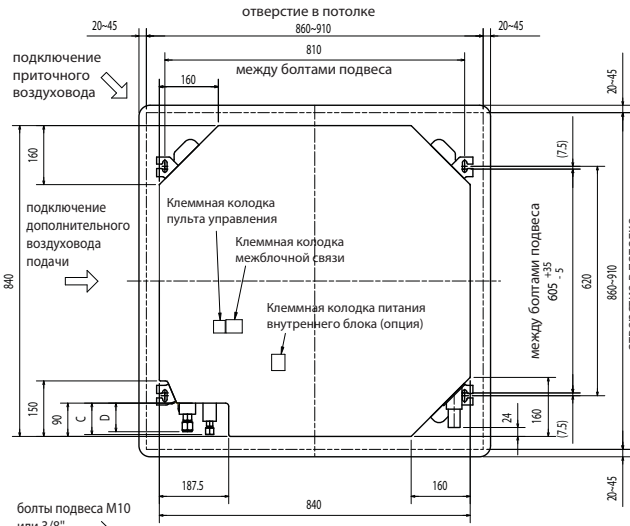 отверстие в потолке
20~45
860~910
20~45
810
между болтами подвеса
160
подключение
приточного
воздуховода
20~45
160
(7.5)
подключение
дополнительного
воздуховода
подачи
Клеммная колодка
пульта управления
Клеммная колодка
межблочной связи
Клеммная колодка питания
внутреннего блока (опция)
840
между болтами подвеса
605 +35 - 5
620
860~910
150
90
C
D
24
160
(7.5)
187.5
160
840
20~45
болты подвеса M10
или 3/8"